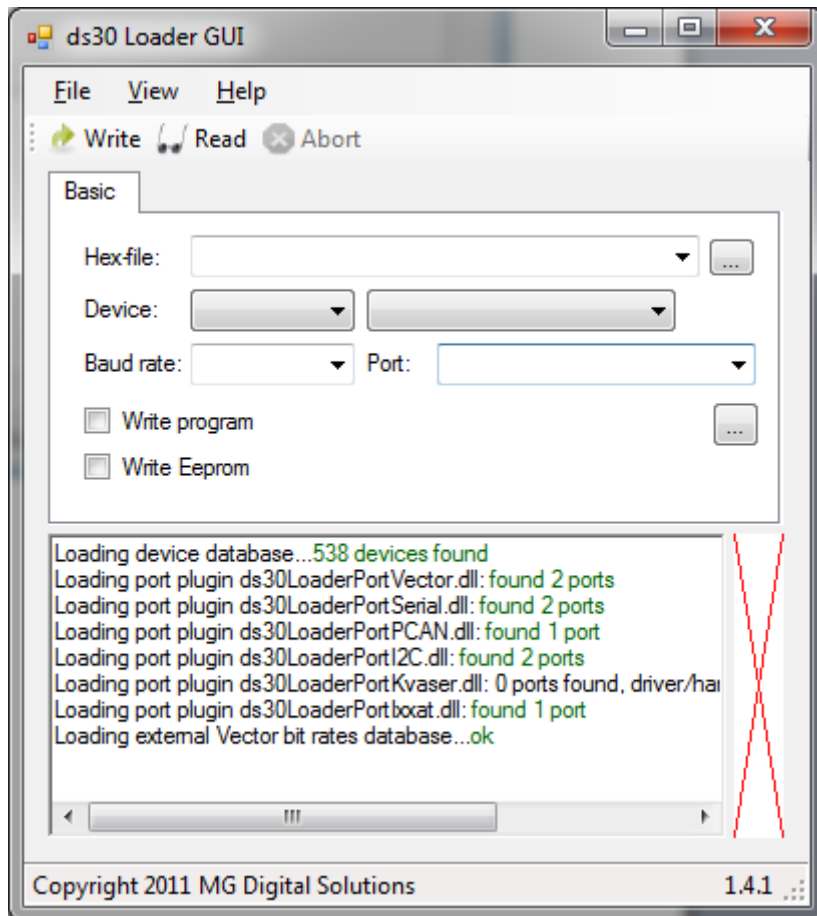 ds30 Loader GUI
File View Help
Write Read Abort
Basic
Hex-file: ...
Device:
Baud rate: Port:
Write program ...
Write Eeprom
Loading device database...538 devices found
Loading port plugin ds30LoaderPortVector.dll: found 2 ports
Loading port plugin ds30LoaderPortSerial.dll: found 2 ports
Loading port plugin ds30LoaderPortPCAN.dll: found 1 port
Loading port plugin ds30LoaderPortI2C.dll: found 2 ports
Loading port plugin ds30LoaderPortKvaser.dll: 0 ports found, driver/har
Loading port plugin ds30LoaderPortIxxat.dll: found 1 port
Loading external Vector bit rates database...ok
Copyright 2011 MG Digital Solutions 1.4.1